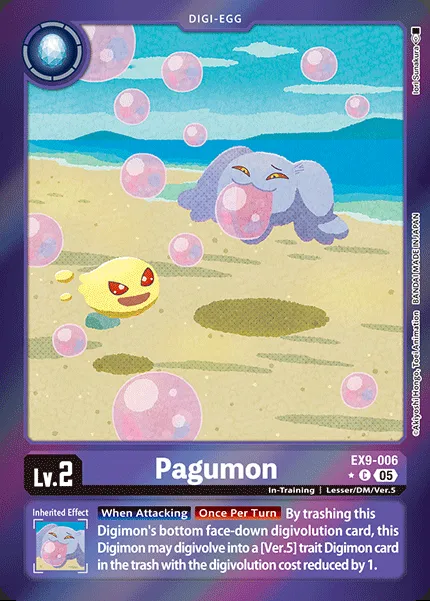 DIGI-EGG
Iori Sunakura
©Akiyoshi Hongo, Toei Animation BANDAI MADE IN JAPAN
Lv.2
Pagumon
EX9-006
C 05
In-Training | Lesser/DM/Ver.5
Inherited Effect
When Attacking Once Per Turn By trashing this
Digimon's bottom face-down digivolution card, this
Digimon may digivolve into a [Ver.5] trait Digimon card
in the trash with the digivolution cost reduced by 1.